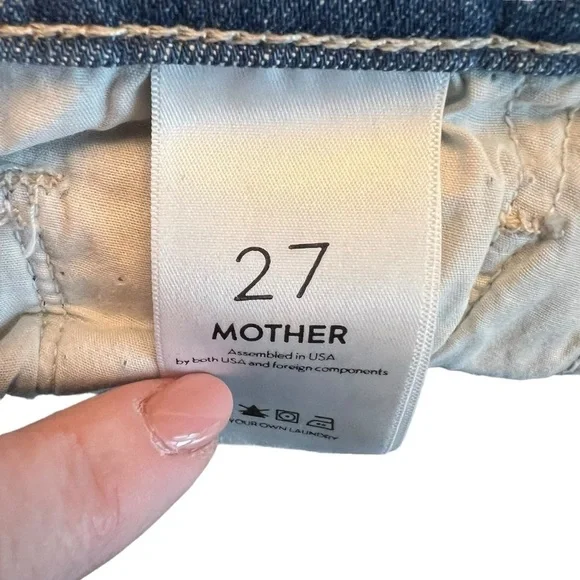 27
MOTHER
Assembled in USA
by both USA and foreign components
YOUR OWN LAUNDRY